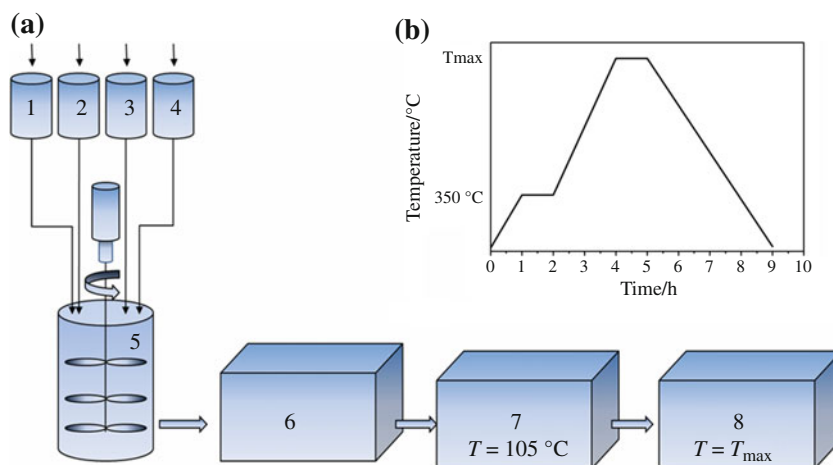 (a)
1 2 3 4
5
6
7
T = 105 °C
8
T = Tmax
(b)
Tmax
350 °C
Temperature/°C
0 1 2 3 4 5 6 7 8 9 10
Time/h